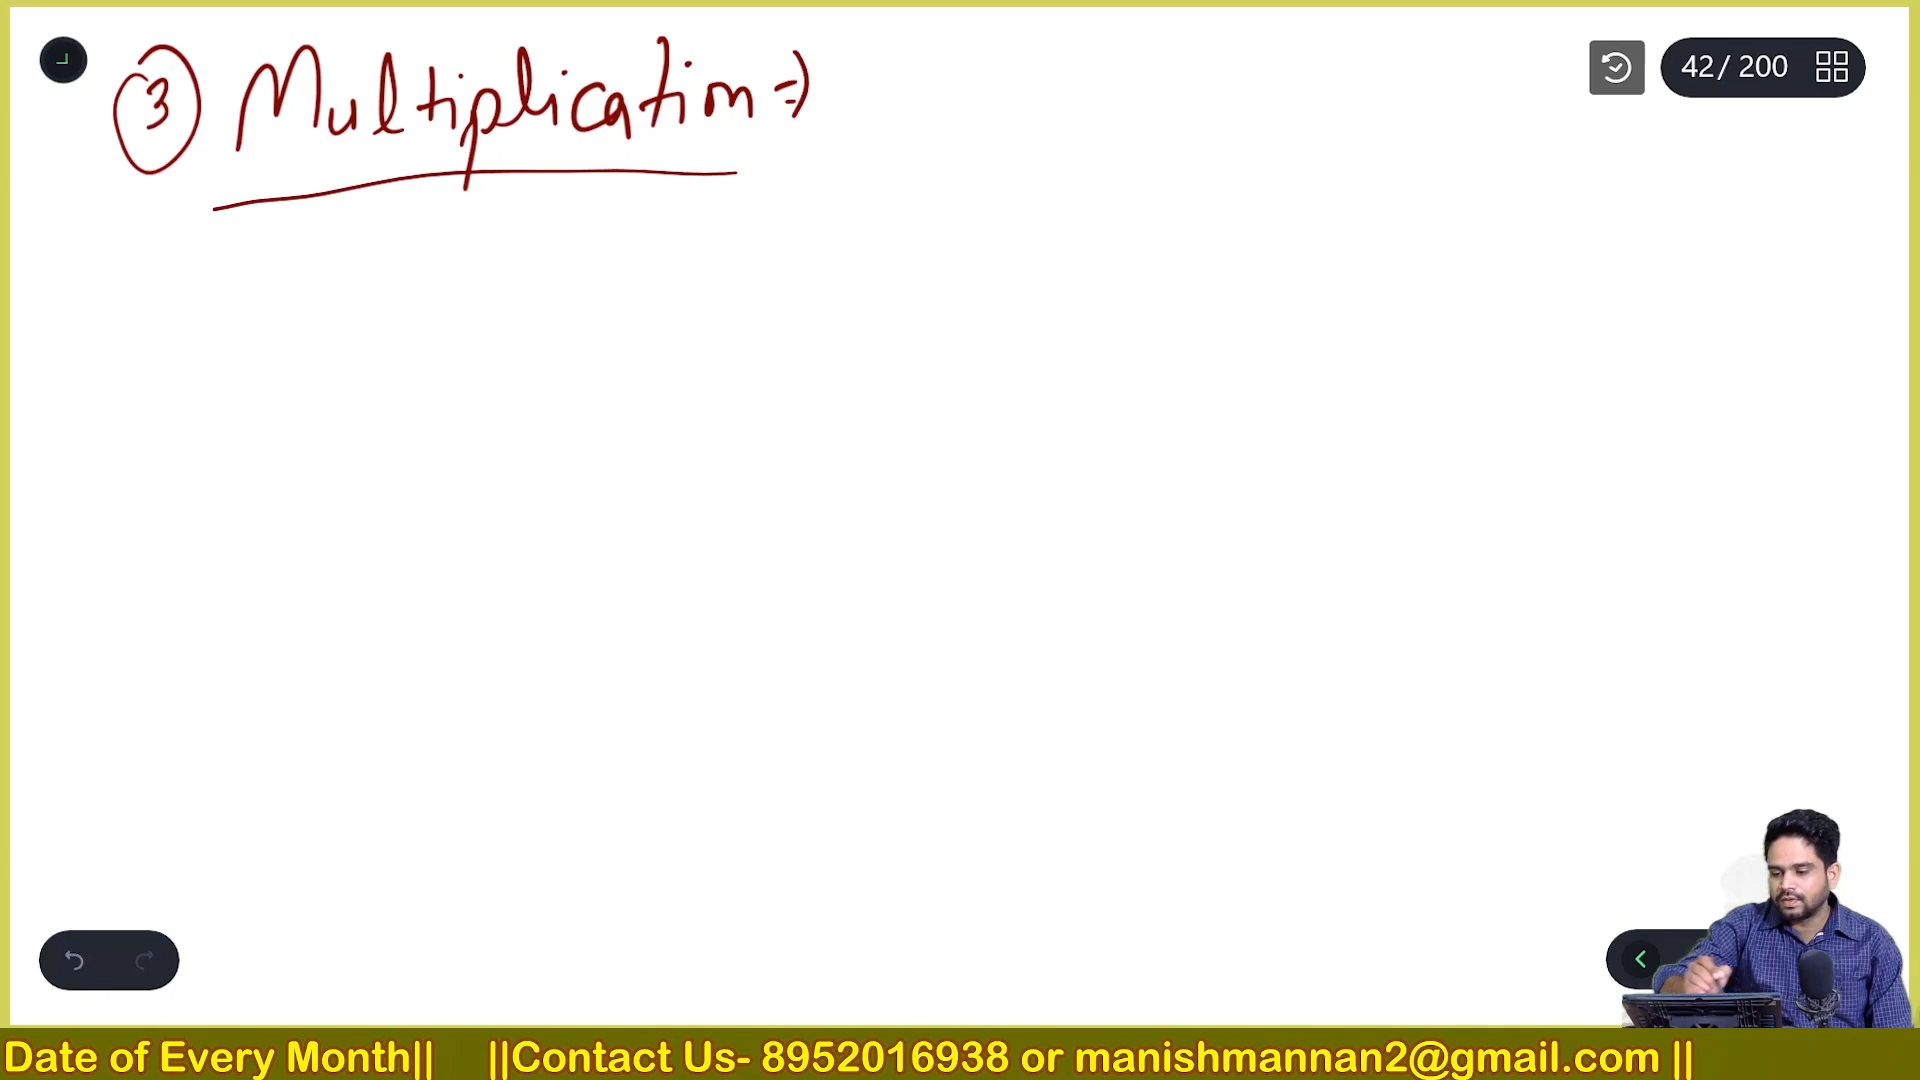 ③ Multiplication ⇒
42 / 200
Date of Every Month|| ||Contact Us- 8952016938 or manishmannan2@gmail.com ||